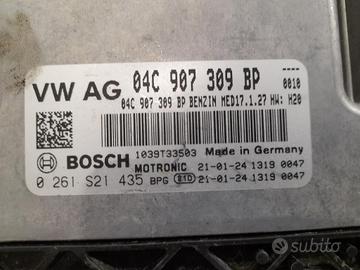 VW AG 04C 907 309 BP
0010
04C 907 309 BP BENZIN MED17.1.27 HW: H20
BOSCH 1039T33503 Made in Germany
MOTRONIC 21-01-24 1319 0047
0 261 S21 435 BPG 81D 21-01-24 1319 0047
subito